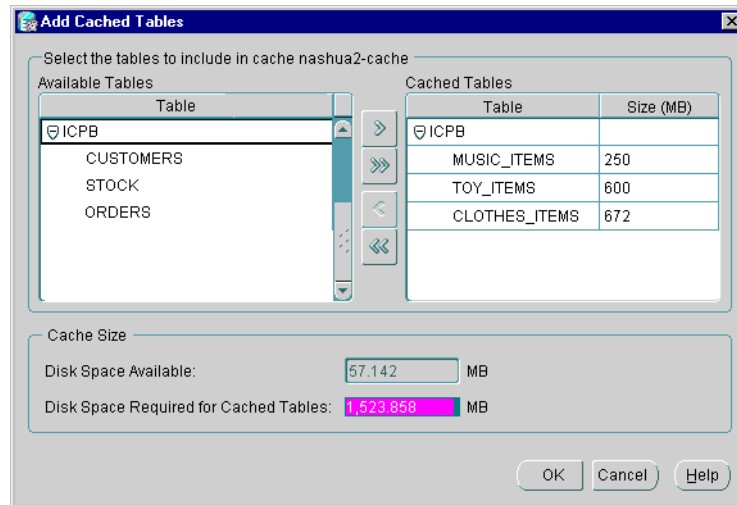 Add Cached Tables
Select the tables to include in cache nashua2-cache
Available Tables
Table
ICPB
CUSTOMERS
STOCK
ORDERS
Cached Tables
Table Size (MB)
ICPB
MUSIC_ITEMS 250
TOY_ITEMS 600
CLOTHES_ITEMS 672
Cache Size
Disk Space Available: 57.142 MB
Disk Space Required for Cached Tables: 1,523.858 MB
OK Cancel Help